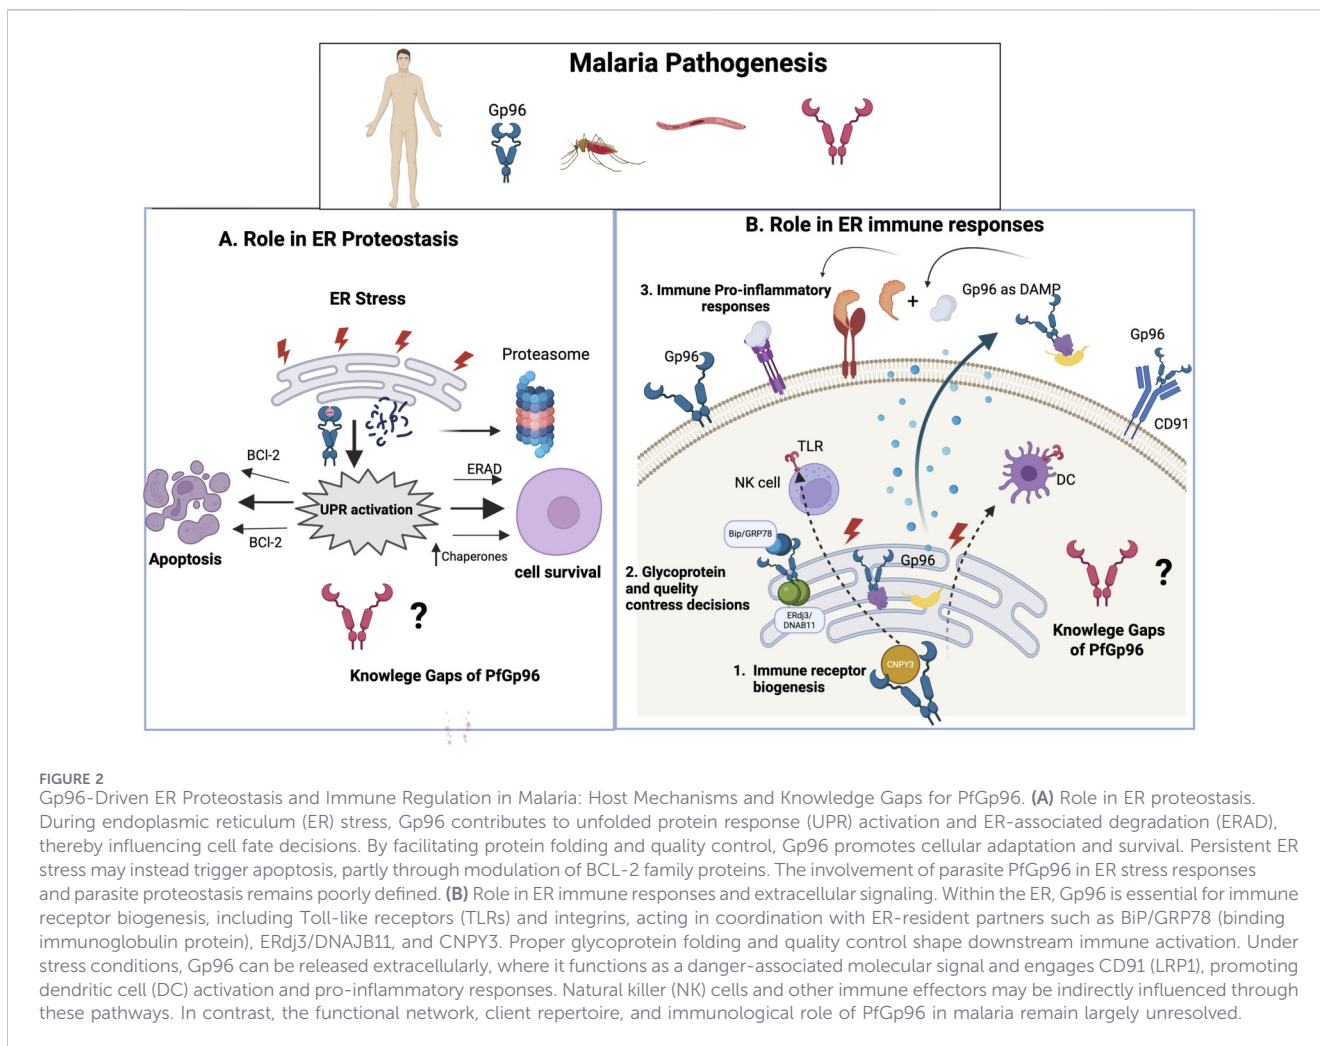 Malaria Pathogenesis
Gp96
A. Role in ER Proteostasis
ER Stress
Proteasome
BCl-2
ERAD
UPR activation
BCl-2
Chaperones
Apoptosis
cell survival
?
Knowlege Gaps of PfGp96
B. Role in ER immune responses
3. Immune Pro-inflammatory
responses
+
Gp96 as DAMP
Gp96
Gp96
CD91
TLR
NK cell
DC
Bip/GRP78
Gp96
2. Glycoprotein
and quelity
contress decisions
ERdj3/
DNAB11
?
Knowlege Gaps
of PfGp96
CNPY3
1. Immune receptor
biogenesis
FIGURE 2
Gp96-Driven ER Proteostasis and Immune Regulation in Malaria: Host Mechanisms and Knowledge Gaps for PfGp96. (A) Role in ER proteostasis.
During endoplasmic reticulum (ER) stress, Gp96 contributes to unfolded protein response (UPR) activation and ER-associated degradation (ERAD),
thereby influencing cell fate decisions. By facilitating protein folding and quality control, Gp96 promotes cellular adaptation and survival. Persistent ER
stress may instead trigger apoptosis, partly through modulation of BCL-2 family proteins. The involvement of parasite PfGp96 in ER stress responses
and parasite proteostasis remains poorly defined. (B) Role in ER immune responses and extracellular signaling. Within the ER, Gp96 is essential for immune
receptor biogenesis, including Toll-like receptors (TLRs) and integrins, acting in coordination with ER-resident partners such as BiP/GRP78 (binding
immunoglobulin protein), ERdj3/DNAJB11, and CNPY3. Proper glycoprotein folding and quality control shape downstream immune activation. Under
stress conditions, Gp96 can be released extracellularly, where it functions as a danger-associated molecular signal and engages CD91 (LRP1), promoting
dendritic cell (DC) activation and pro-inflammatory responses. Natural killer (NK) cells and other immune effectors may be indirectly influenced through
these pathways. In contrast, the functional network, client repertoire, and immunological role of PfGp96 in malaria remain largely unresolved.